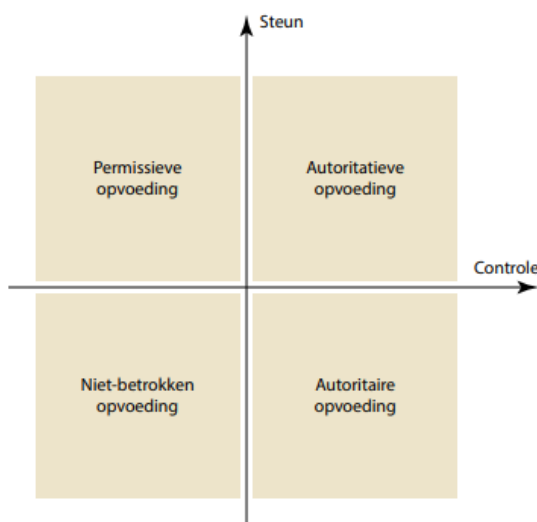 Steun
Permissieve
opvoeding
Autoritatieve
opvoeding
Controle
Niet-betrokken
opvoeding
Autoritaire
opvoeding